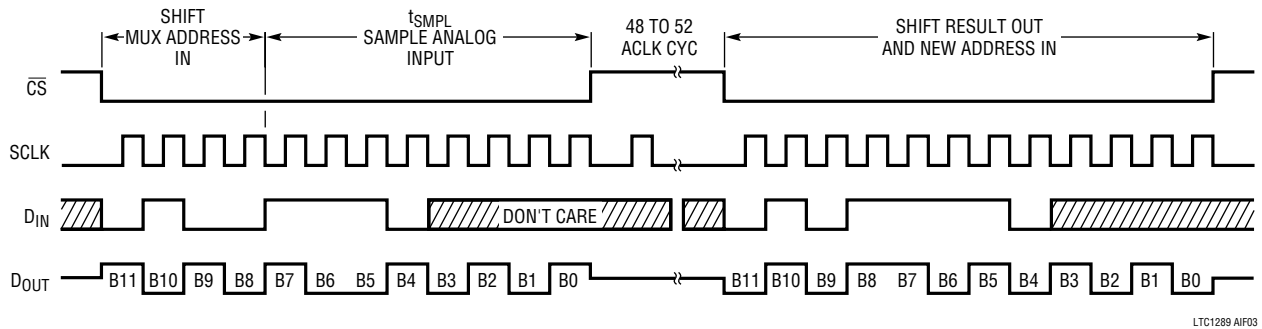 SHIFT
MUX ADDRESS
IN
tSMPL
SAMPLE ANALOG
INPUT
48 TO 52
ACLK CYC
SHIFT RESULT OUT
AND NEW ADDRESS IN
CS
SCLK
DIN
DON'T CARE
DOUT
B11 B10 B9 B8 B7 B6 B5 B4 B3 B2 B1 B0
B11 B10 B9 B8 B7 B6 B5 B4 B3 B2 B1 B0
LTC1289 AIF03